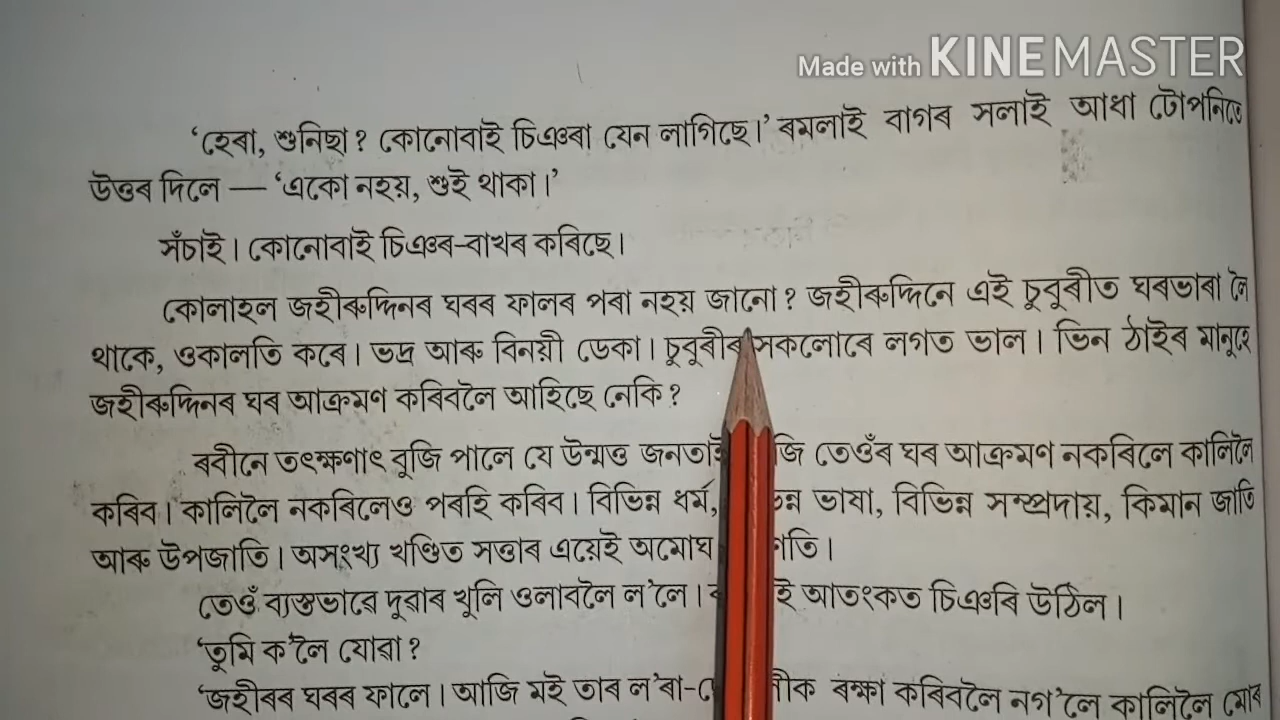 Made with KINEMASTER
‘হেৰা, শুনিছা? কোনোবাই চিঞৰা যেন লাগিছে।’ ৰমলাই বাগৰ সলাই আধা টোপনিতে
উত্তৰ দিলে — ‘একো নহয়, শুই থাকা।’
সঁচাই। কোনোবাই চিঞৰ-বাখৰ কৰিছে।
কোলাহল জহীৰুদ্দিনৰ ঘৰৰ ফালৰ পৰা নহয় জানো? জহীৰুদ্দিনে এই চুবুৰীত ঘৰভাৰা লৈ
থাকে, ওকালতি কৰে। ভদ্ৰ আৰু বিনয়ী ডেকা। চুবুৰীৰ সকলোৰে লগত ভাল। ভিন ঠাইৰ মানুহে
জহীৰুদ্দিনৰ ঘৰ আক্ৰমণ কৰিবলৈ আহিছে নেকি?
ৰবীনে তৎক্ষণাৎ বুজি পালে যে উন্মত্ত জনতাই তেওঁৰ ঘৰ আক্ৰমণ নকৰিলে কালিলৈ
কৰিব। কালিলৈ নকৰিলেও পৰহি কৰিব। বিভিন্ন ধৰ্ম, ভাষা, বিভিন্ন সম্প্ৰদায়, কিমান জাতি
আৰু উপজাতি। অসংখ্য খণ্ডিত সত্তাৰ এয়েই অমোঘ
তেওঁ ব্যস্তভাৱে দুৱাৰ খুলি ওলাবলৈ ল’লে। আতংকত চিঞৰি উঠিল।
‘তুমি ক’লৈ যোৱা?
‘জহীৰৰ ঘৰৰ ফালে। আজি মই তাৰ ল’ৰা- ৰক্ষা কৰিবলৈ নগ’লে কালিলৈ মোৰ